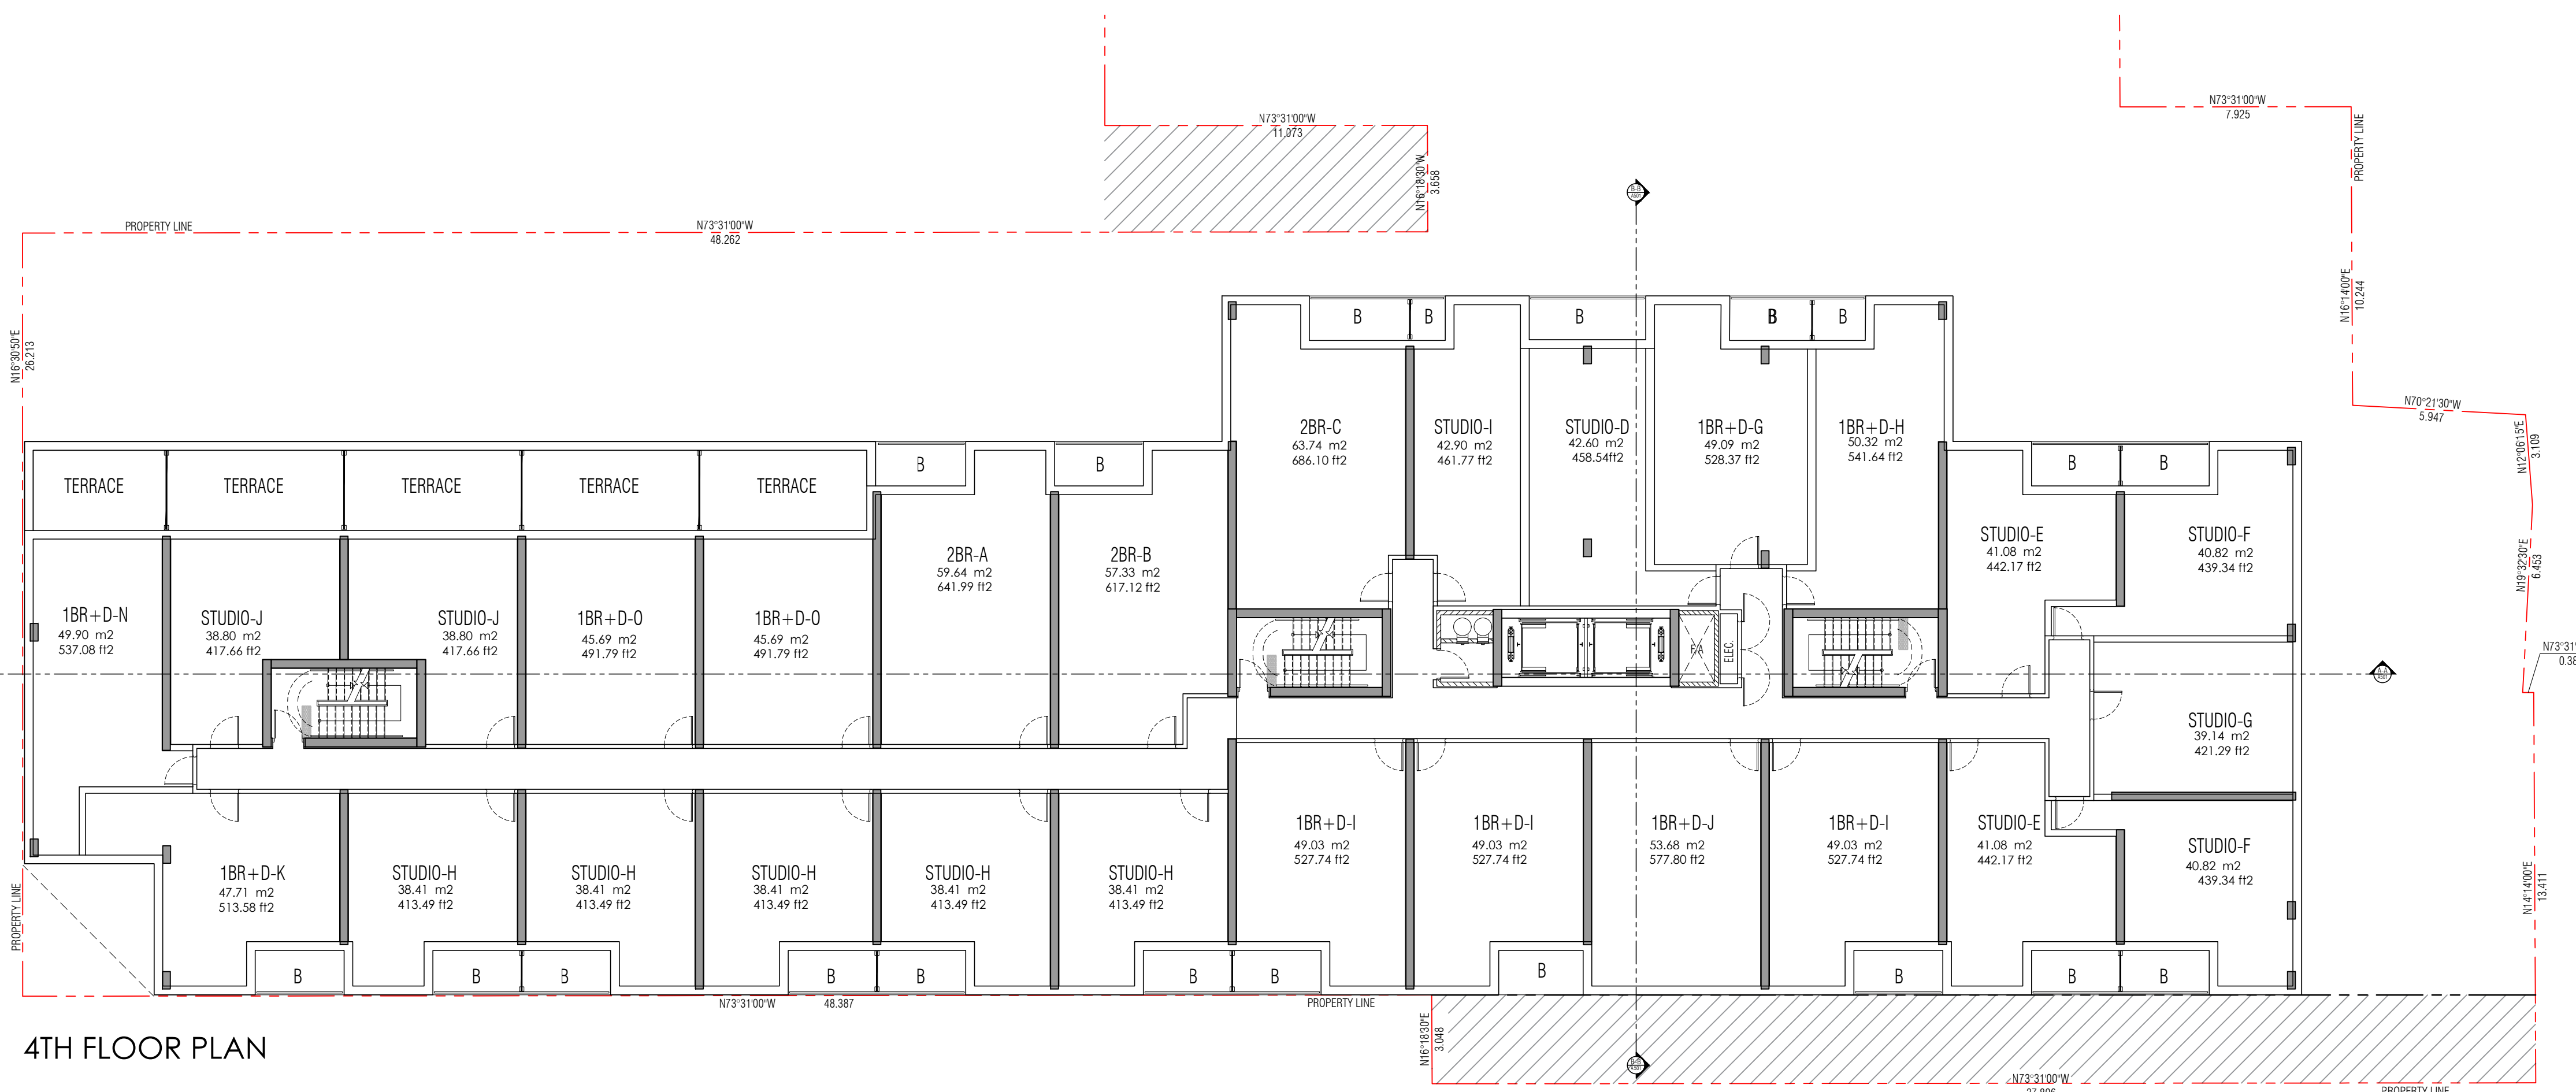 N73°31'00"W
11.073
N16°18'30"W
3.658
N73°31'00"W
7.925
PROPERTY LINE
N16°14'00"E
10.244
PROPERTY LINE
N73°31'00"W
48.262
N16°30'50"E
26.213
N70°21'30"W
5.947
N12°06'15"E
3.109
N19°32'30"E
6.453
N73°31'
0.38
N14°14'00"E
13.411
B
B
B
B
B
2BR-C
63.74 m2
686.10 ft2
STUDIO-I
42.90 m2
461.77 ft2
STUDIO-D
42.60 m2
458.54ft2
1BR+D-G
49.09 m2
528.37 ft2
1BR+D-H
50.32 m2
541.64 ft2
B
B
B
B
TERRACE
TERRACE
TERRACE
TERRACE
TERRACE
2BR-A
59.64 m2
641.99 ft2
2BR-B
57.33 m2
617.12 ft2
STUDIO-E
41.08 m2
442.17 ft2
STUDIO-F
40.82 m2
439.34 ft2
1BR+D-N
49.90 m2
537.08 ft2
STUDIO-J
38.80 m2
417.66 ft2
STUDIO-J
38.80 m2
417.66 ft2
1BR+D-O
45.69 m2
491.79 ft2
1BR+D-O
45.69 m2
491.79 ft2
F/A
ELEC.
STUDIO-G
39.14 m2
421.29 ft2
1BR+D-K
47.71 m2
513.58 ft2
STUDIO-H
38.41 m2
413.49 ft2
STUDIO-H
38.41 m2
413.49 ft2
STUDIO-H
38.41 m2
413.49 ft2
STUDIO-H
38.41 m2
413.49 ft2
STUDIO-H
38.41 m2
413.49 ft2
1BR+D-I
49.03 m2
527.74 ft2
1BR+D-I
49.03 m2
527.74 ft2
1BR+D-J
53.68 m2
577.80 ft2
1BR+D-I
49.03 m2
527.74 ft2
STUDIO-E
41.08 m2
442.17 ft2
STUDIO-F
40.82 m2
439.34 ft2
B
B
B
B
B
B
B
B
B
B
B
PROPERTY LINE
N73°31'00"W
48.387
PROPERTY LINE
N16°18'30"E
3.048
4TH FLOOR PLAN
N73°31'00"W
PROPERTY LINE